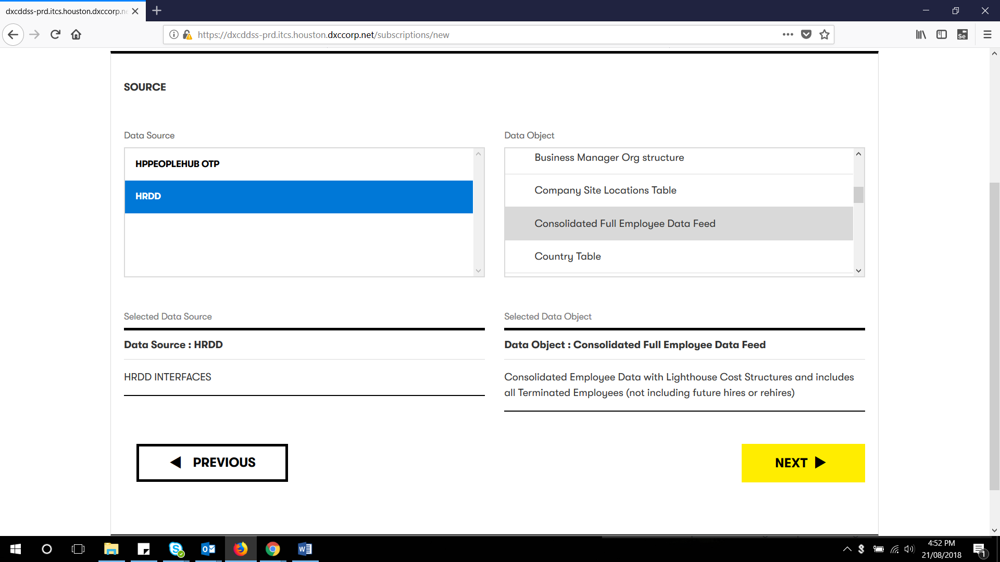 dxcddss-prd.itcs.houston.dxccorp.ne
https://dxcddss-prd.itcs.houston.dxccorp.net/subscriptions/new
Se
SOURCE
Data Source
Data Object
HPPEOPLEHUB OTP
HRDD
Business Manager Org structure
Company Site Locations Table
Consolidated Full Employee Data Feed
Country Table
Selected Data Source
Selected Data Object
Data Source : HRDD
Data Object : Consolidated Full Employee Data Feed
HRDD INTERFACES
Consolidated Employee Data with Lighthouse Cost Structures and includes
all Terminated Employees (not including future hires or rehires)
PREVIOUS
NEXT
4:52 PM
21/08/2018
1